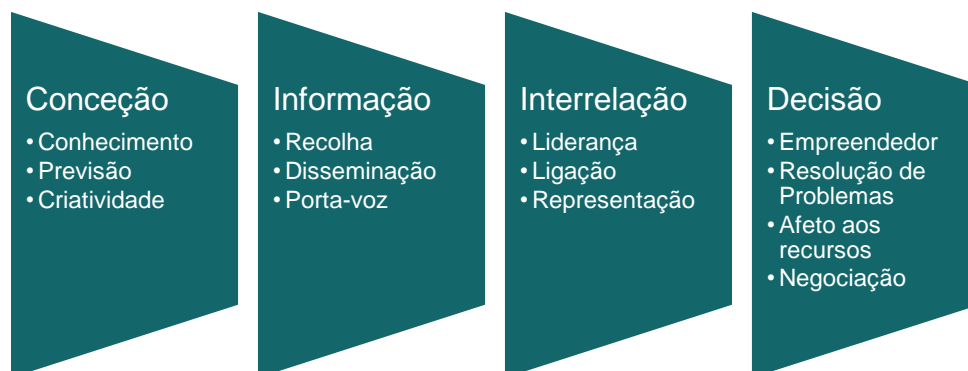 Conceção
• Conhecimento
• Previsão
• Criatividade
Informação
• Recolha
• Disseminação
• Porta-voz
Interrelação
• Liderança
• Ligação
• Representação
Decisão
• Empreendedor
• Resolução de
Problemas
• Afeto aos
recursos
• Negociação